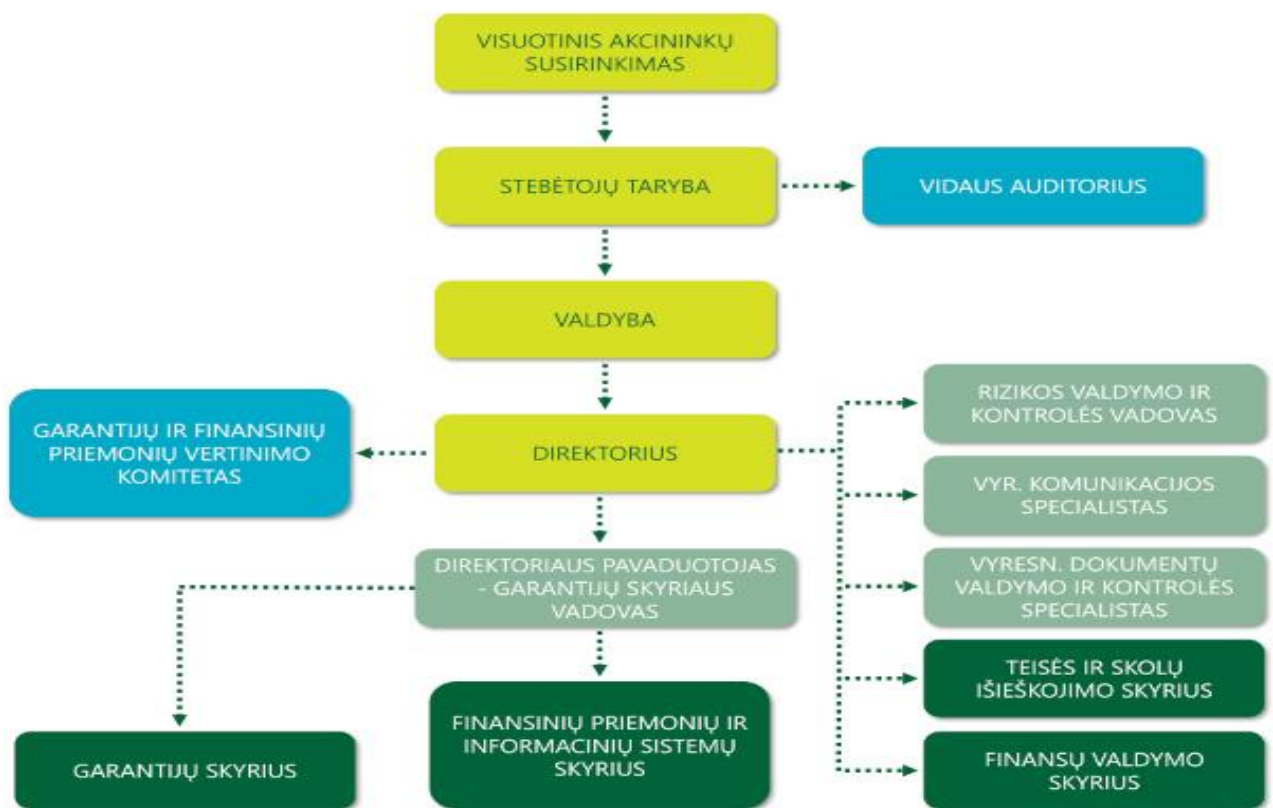 VISUOTINIS AKCININKŲ
SUSIRINKIMAS
STEBĖTOJŲ TARYBA
VIDAUS AUDITORIUS
VALDYBA
GARANTIJŲ IR FINANSINIŲ
PRIEMONIŲ VERTINIMO
KOMITETAS
DIREKTORIUS
RIZIKOS VALDYMO IR
KONTROLĖS VADOVAS
VYR. KOMUNIKACIJOS
SPECIALISTAS
VYRESN. DOKUMENTŲ
VALDYMO IR KONTROLĖS
SPECIALISTAS
TEISĖS IR SKOLŲ
IŠIEŠKOJIMO SKYRIUS
FINANSŲ VALDYMO
SKYRIUS
DIREKTORIAUS PAVADUOTOJAS
- GARANTIJŲ SKYRIAUS
VADOVAS
GARANTIJŲ SKYRIUS
FINANSINIŲ PRIEMONIŲ IR
INFORMACINIŲ SISTEMŲ
SKYRIUS